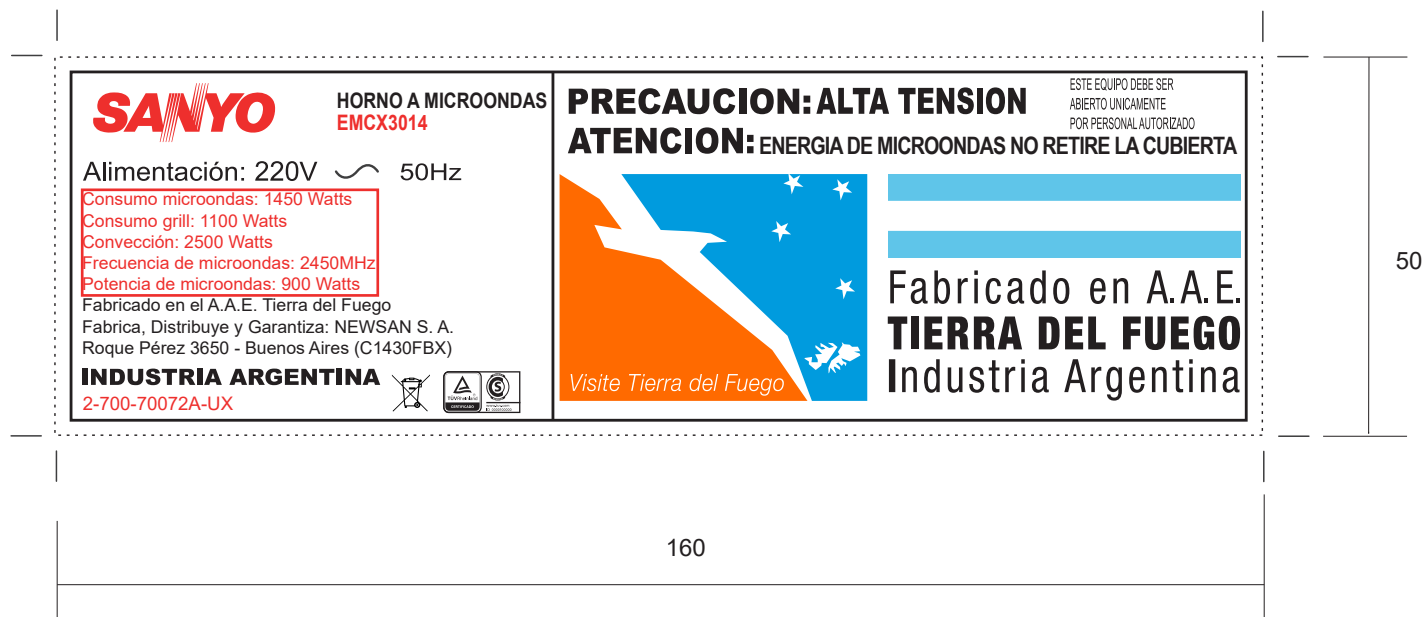 SANYO
HORNO A MICROONDAS
EMCX3014
Alimentación: 220V 50Hz
Consumo microondas: 1450 Watts
Consumo grill: 1100 Watts
Convección: 2500 Watts
Frecuencia de microondas: 2450MHz
Potencia de microondas: 900 Watts
Fabricado en el A.A.E. Tierra del Fuego
Fabrica, Distribuye y Garantiza: NEWSAN S. A.
Roque Pérez 3650 - Buenos Aires (C1430FBX)
INDUSTRIA ARGENTINA
2-700-70072A-UX
TÜVRheinland
CERTIFICADO
S
PRECAUCION: ALTA TENSION
ESTE EQUIPO DEBE SER
ABIERTO UNICAMENTE
POR PERSONAL AUTORIZADO
ATENCION: ENERGIA DE MICROONDAS NO RETIRE LA CUBIERTA
Visite Tierra del Fuego
Fabricado en A.A.E.
TIERRA DEL FUEGO
Industria Argentina
50
160